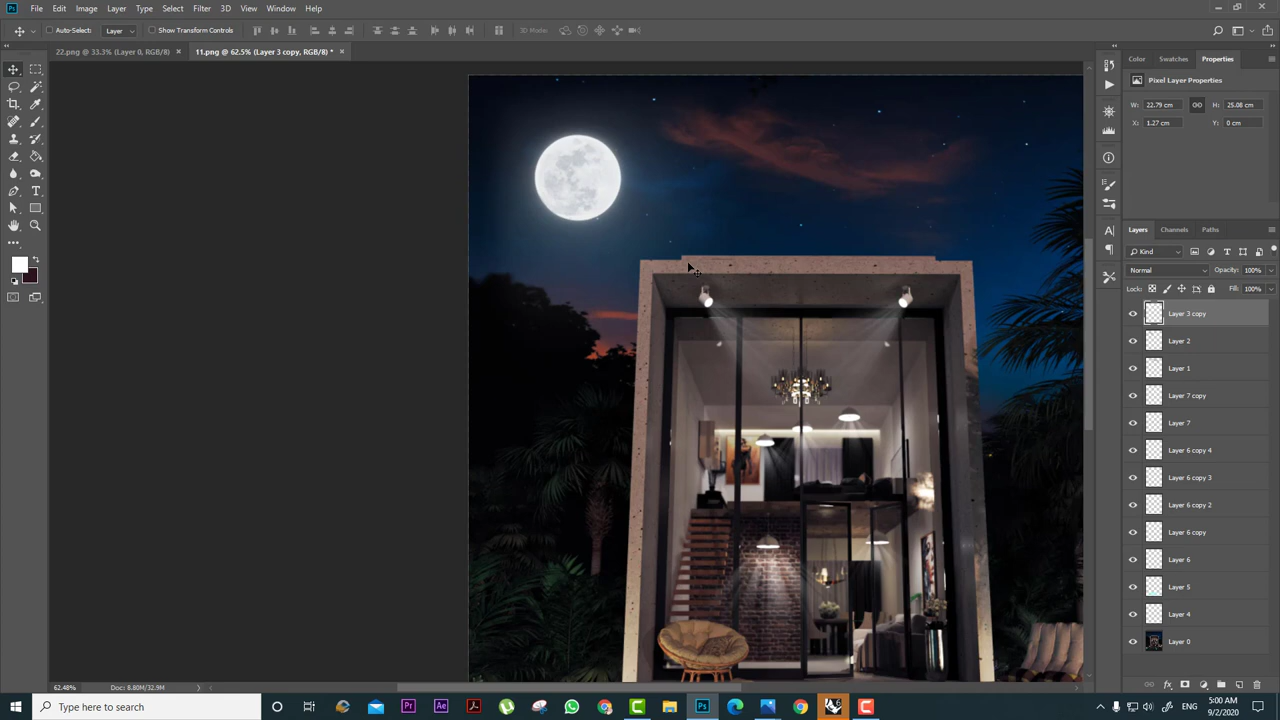 File Edit Image Layer Type Select Filter 3D View Window Help
Auto-Select: Layer Show Transform Controls 3D Mode:
22.png @ 33.3% (Layer 0, RGB/8) × 11.png @ 62.5% (Layer 3 copy, RGB/8) * ×
Color Swatches Properties
Pixel Layer Properties
W: 22.79 cm H: 25.08 cm
X: 1.27 cm Y: 0 cm
Layers Channels Paths
Kind
Normal Opacity: 100%
Lock: Fill: 100%
Layer 3 copy
Layer 2
Layer 1
Layer 7 copy
Layer 7
Layer 6 copy 4
Layer 6 copy 3
Layer 6 copy 2
Layer 6 copy
Layer 6
Layer 5
Layer 4
Layer 0
62.48% Doc: 8.80M/32.9M
Type here to search
5:00 AM
9/2/2020